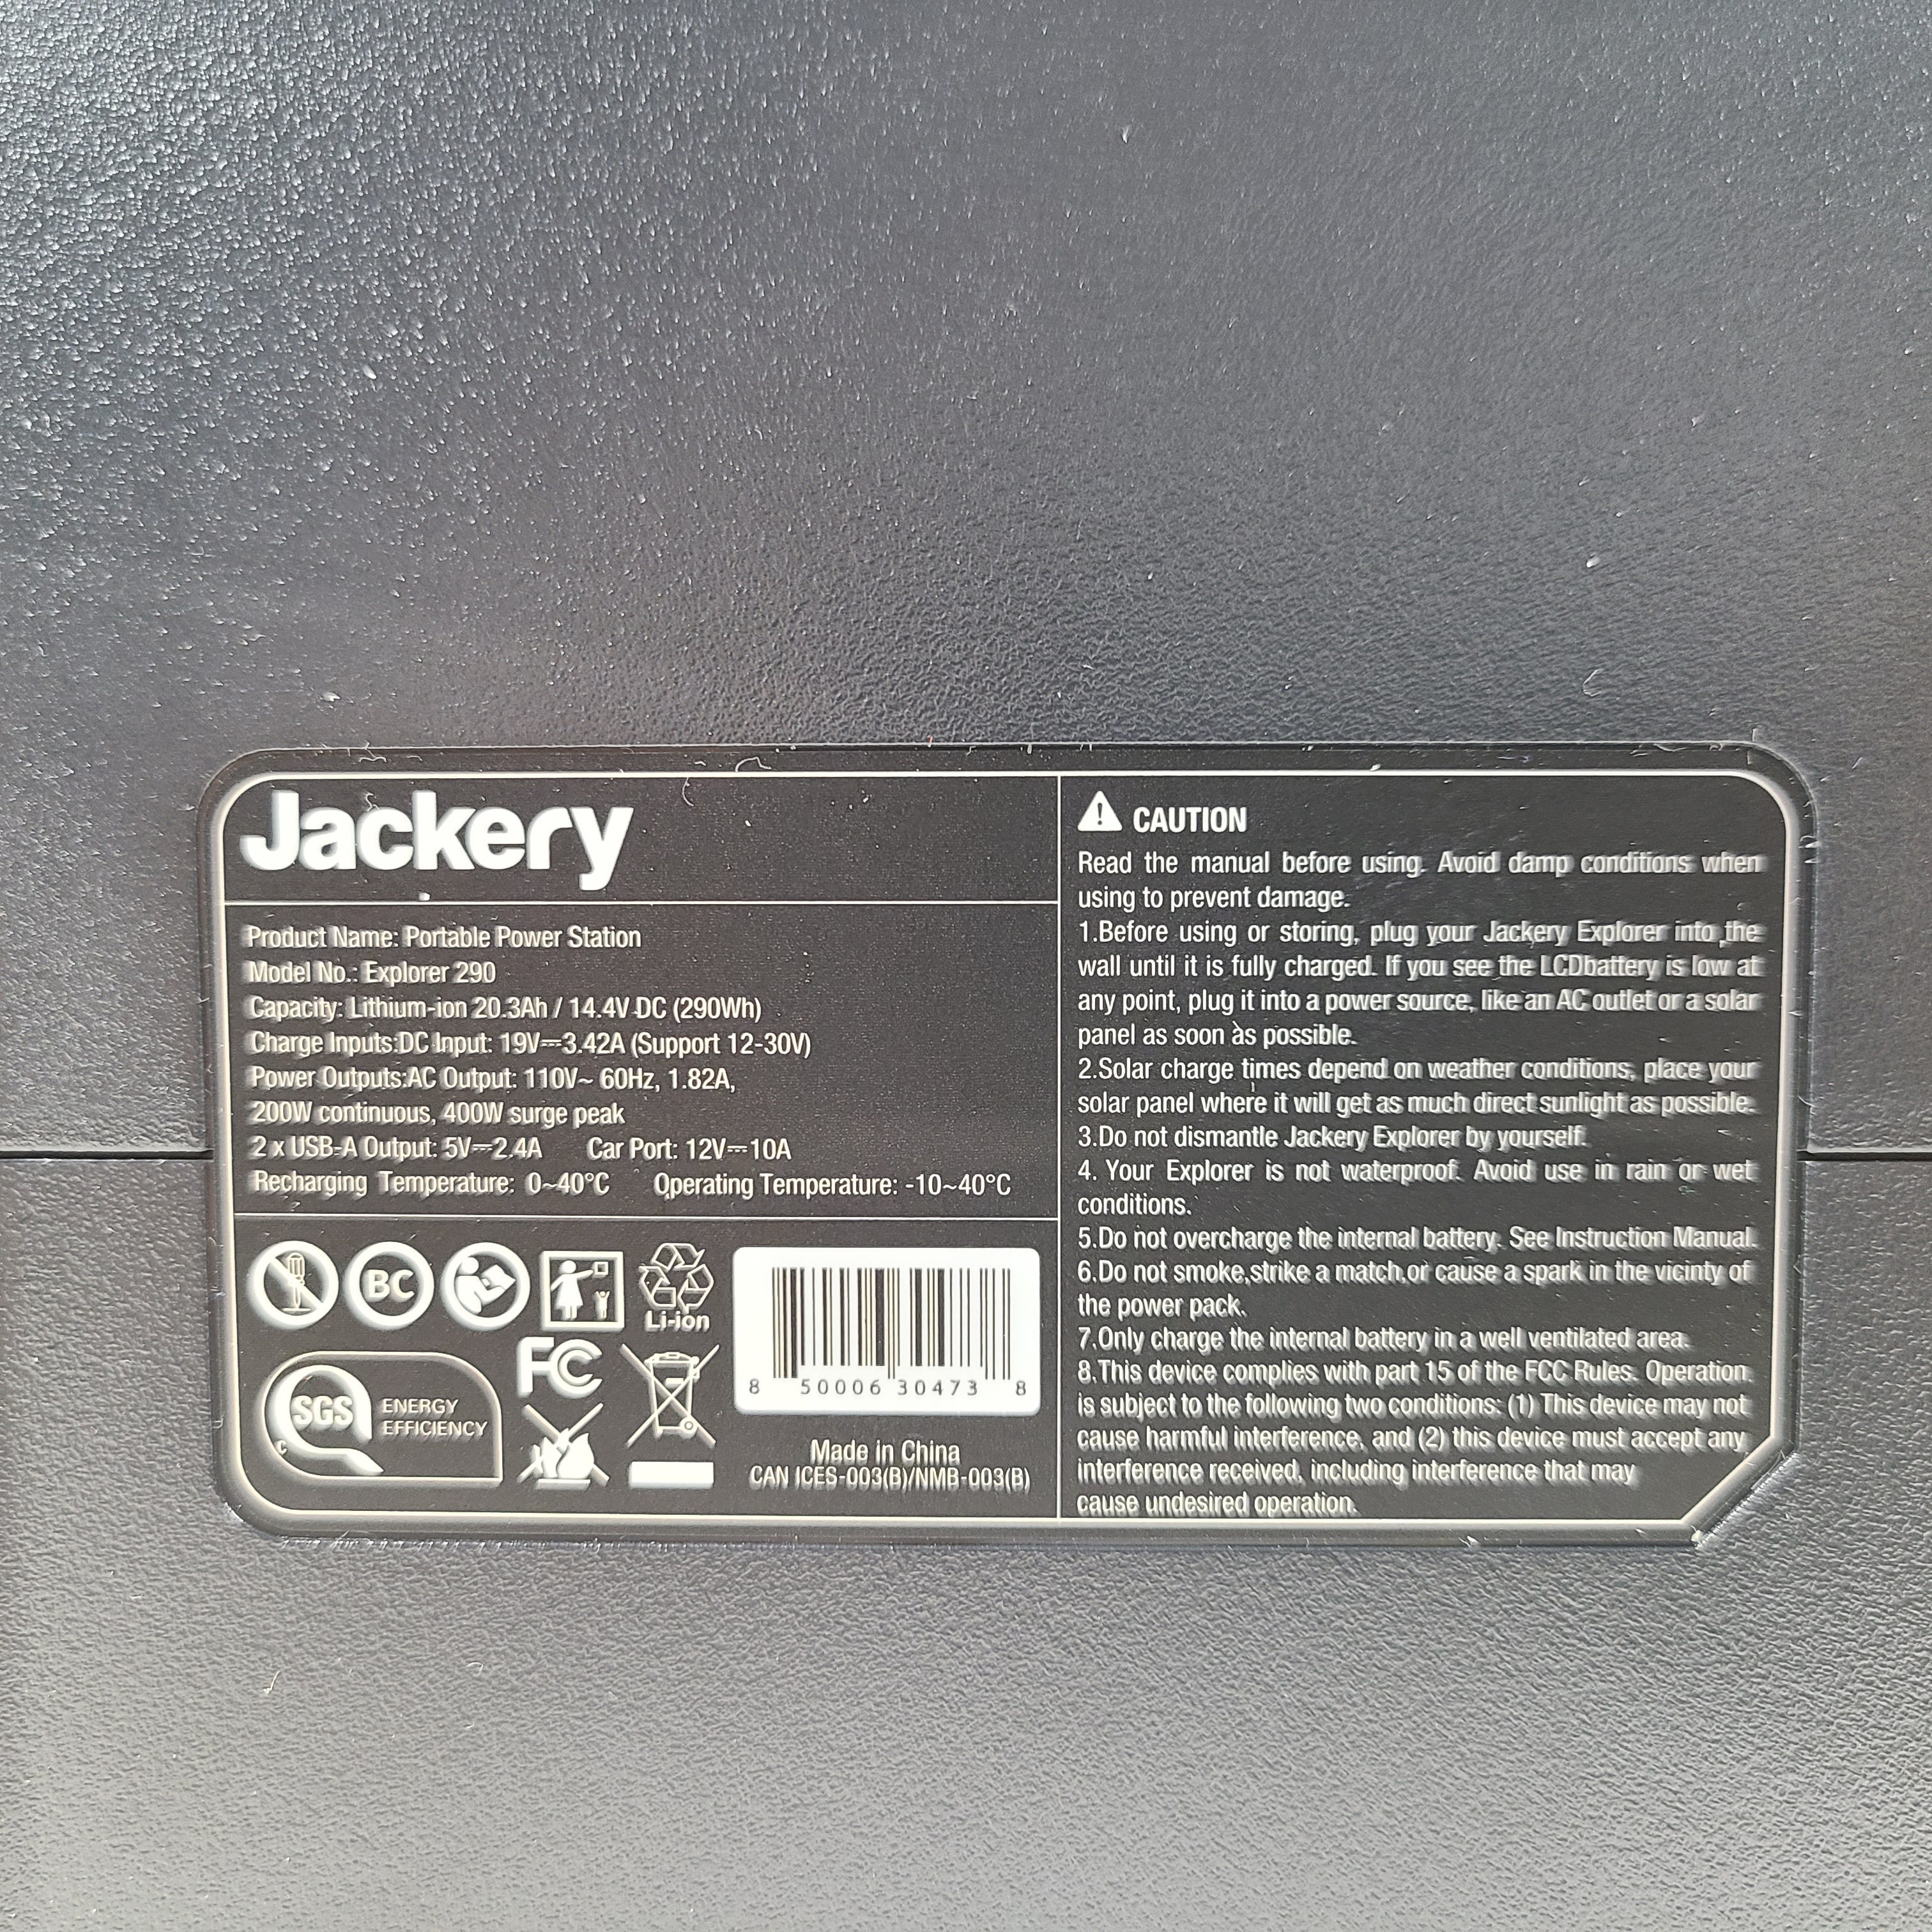 Jackery
Product Name: Portable Power Station
Model No.: Explorer 290
Capacity: Lithium-ion 20.3Ah / 14.4V DC (290Wh)
Charge Inputs:DC Input: 19V⎓3.42A (Support 12-30V)
Power Outputs:AC Output: 110V~ 60Hz, 1.82A,
200W continuous, 400W surge peak
2 x USB-A Output: 5V⎓2.4A Car Port: 12V⎓10A
Recharging Temperature: 0~40°C Operating Temperature: -10~40°C
BC
Li-ion
FC
SGS
C
ENERGY
EFFICIENCY
8 50006 30473 8
Made in China
CAN ICES-003(B)/NMB-003(B)
CAUTION
Read the manual before using. Avoid damp conditions when
using to prevent damage.
1.Before using or storing, plug your Jackery Explorer into the
wall until it is fully charged. If you see the LCDbattery is low at
any point, plug it into a power source, like an AC outlet or a solar
panel as soon as possible.
2.Solar charge times depend on weather conditions, place your
solar panel where it will get as much direct sunlight as possible.
3.Do not dismantle Jackery Explorer by yourself.
4. Your Explorer is not waterproof. Avoid use in rain or wet
conditions.
5.Do not overcharge the internal battery. See Instruction Manual.
6.Do not smoke,strike a match,or cause a spark in the vicinty of
the power pack.
7.Only charge the internal battery in a well ventilated area.
8.This device complies with part 15 of the FCC Rules. Operation
is subject to the following two conditions: (1) This device may not
cause harmful interference, and (2) this device must accept any
interference received, including interference that may
cause undesired operation.